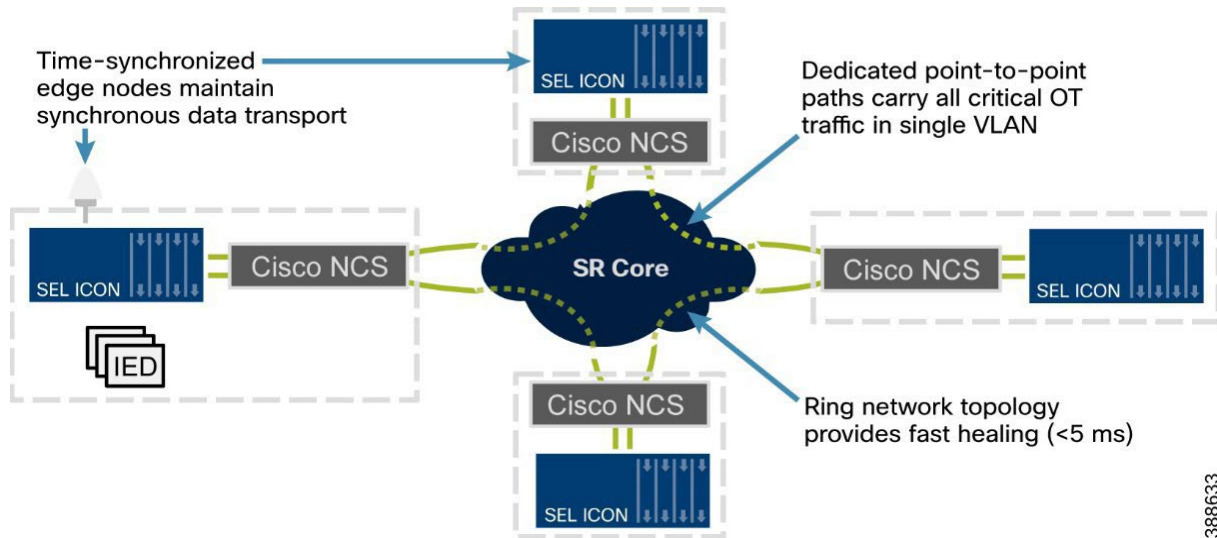 Time-synchronized
edge nodes maintain
synchronous data transport
SEL ICON
Cisco NCS
Dedicated point-to-point
paths carry all critical OT
traffic in single VLAN
SEL ICON
Cisco NCS
IED
SR Core
Cisco NCS
SEL ICON
Cisco NCS
SEL ICON
Ring network topology
provides fast healing (<5 ms)
388633